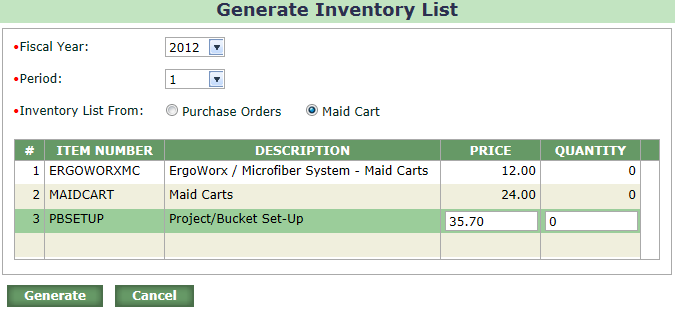 Generate Inventory List
•Fiscal Year: 2012
•Period: 1
•Inventory List From: Purchase Orders Maid Cart
# ITEM NUMBER DESCRIPTION PRICE QUANTITY
1 ERGOWORXMC ErgoWorx / Microfiber System - Maid Carts 12.00 0
2 MAIDCART Maid Carts 24.00 0
3 PBSETUP Project/Bucket Set-Up 35.70 0
Generate Cancel